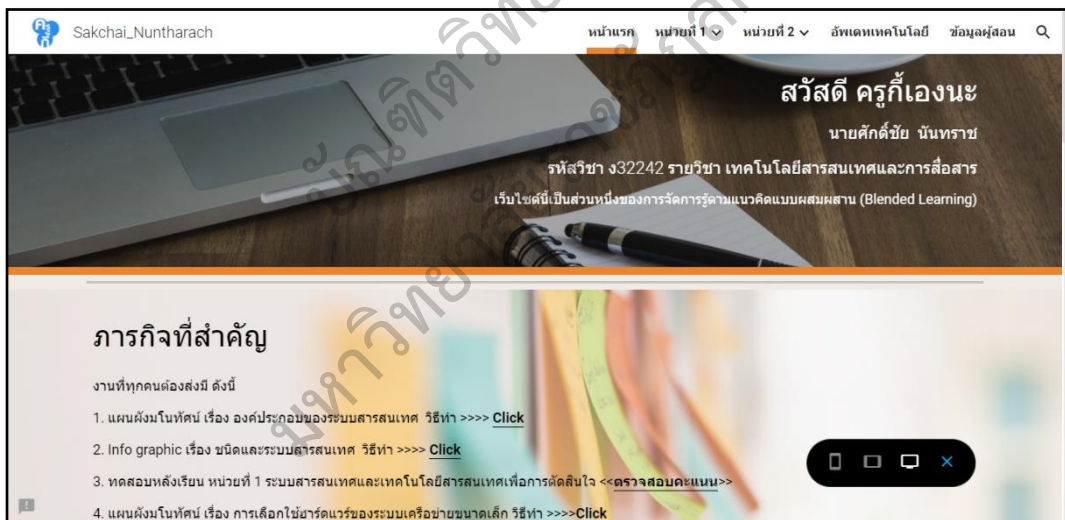 ครูกี้
Sakchai_Nuntharach
หน้าแรก หน่วยที่ 1 หน่วยที่ 2 อัพเดทเทคโนโลยี ข้อมูลผู้สอน
สวัสดี ครูกี้เองนะ
นายศักดิ์ชัย นันทราช
รหัสวิชา ง32242 รายวิชา เทคโนโลยีสารสนเทศและการสื่อสาร
เว็บไซต์นี้เป็นส่วนหนึ่งของการจัดการรู้ตามแนวคิดแบบผสมผสาน (Blended Learning)
ภารกิจที่สำคัญ
งานที่ทุกคนต้องส่งมี ดังนี้
1. แผนผังมโนทัศน์ เรื่อง องค์ประกอบของระบบสารสนเทศ วิธีทำ >>>> Click
2. Info graphic เรื่อง ชนิดและระบบสารสนเทศ วิธีทำ >>>> Click
3. ทดสอบหลังเรียน หน่วยที่ 1 ระบบสารสนเทศและเทคโนโลยีสารสนเทศเพื่อการตัดสินใจ <<ตรวจสอบคะแนน>>
4. แผนผังมโนทัศน์ เรื่อง การเลือกใช้ฮาร์ดแวร์ของระบบเครือข่ายขนาดเล็ก วิธีทำ >>>>Click